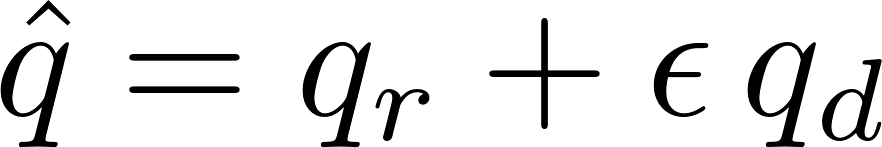 q̂ = q_r + ϵ q_d